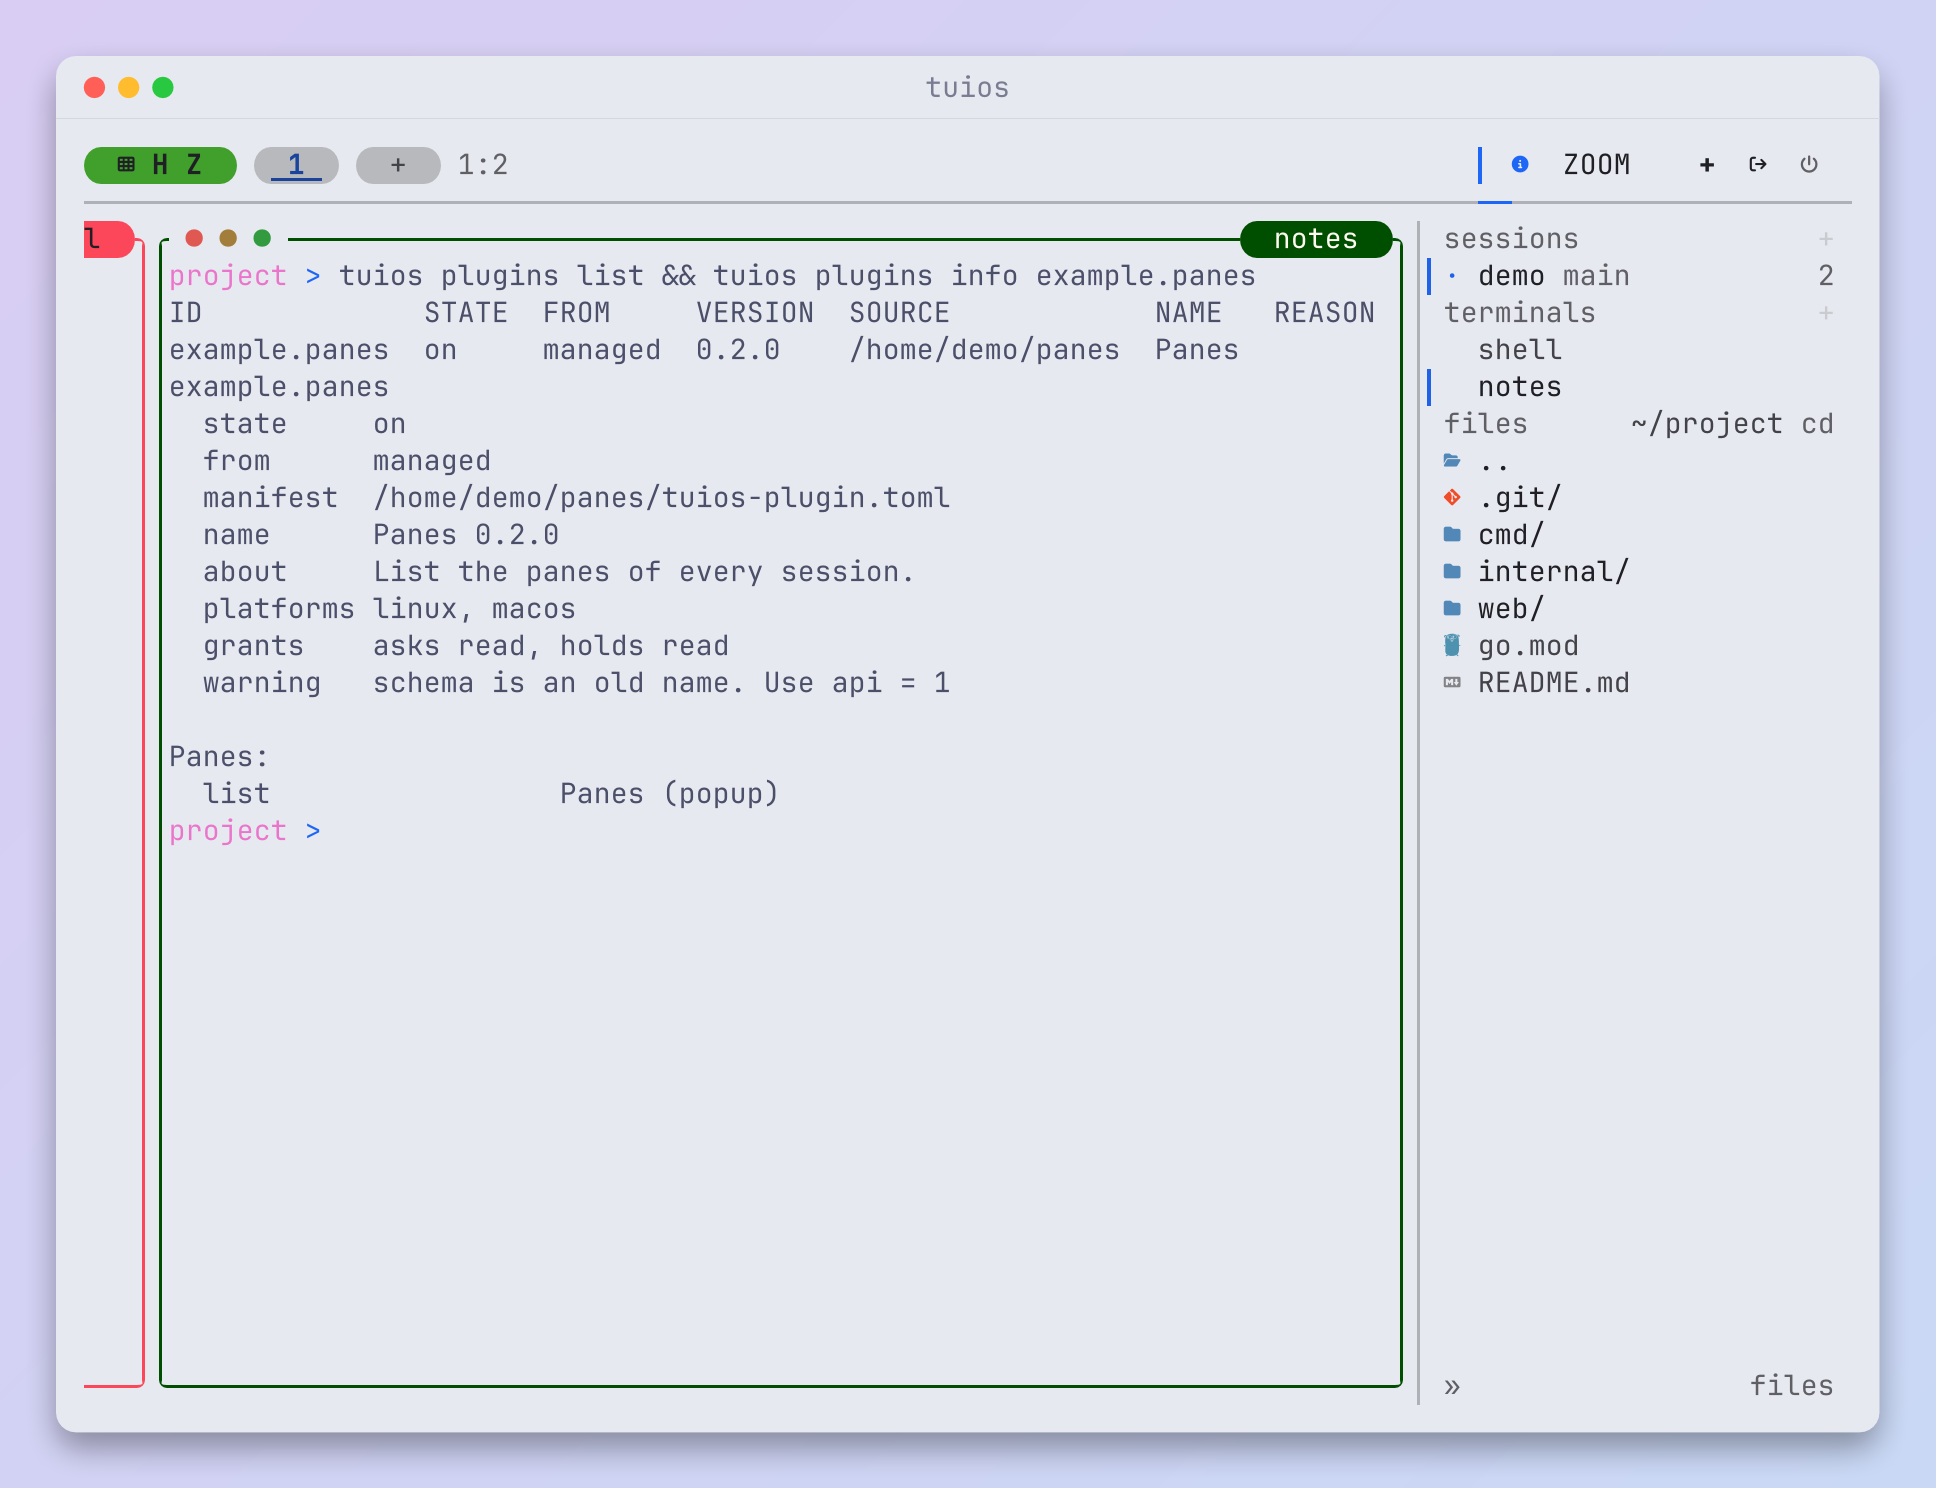 tuios
H Z 1 + 1:2 ZOOM
l
notes
project > tuios plugins list && tuios plugins info example.panes
ID STATE FROM VERSION SOURCE NAME REASON
example.panes on managed 0.2.0 /home/demo/panes Panes
example.panes
state on
from managed
manifest /home/demo/panes/tuios-plugin.toml
name Panes 0.2.0
about List the panes of every session.
platforms linux, macos
grants asks read, holds read
warning schema is an old name. Use api = 1
Panes:
list Panes (popup)
project >
sessions +
· demo main 2
terminals +
shell
notes
files ~/project cd
..
.git/
cmd/
internal/
web/
go.mod
README.md
» files